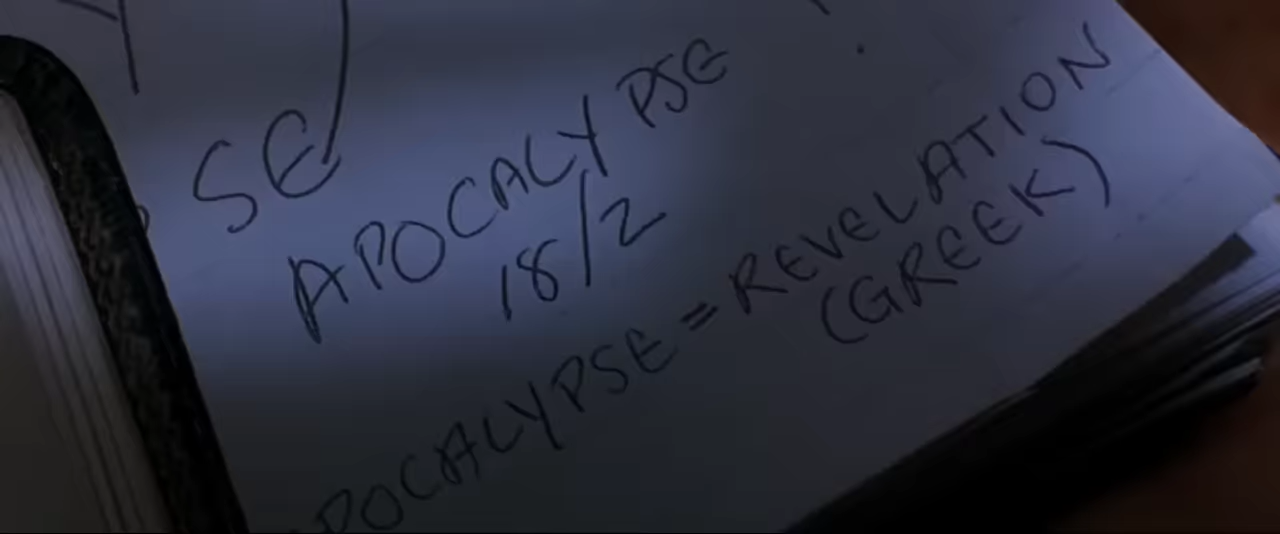 SE
APOCALYPSE
18/2
APOCALYPSE = REVELATION
(GREEK)